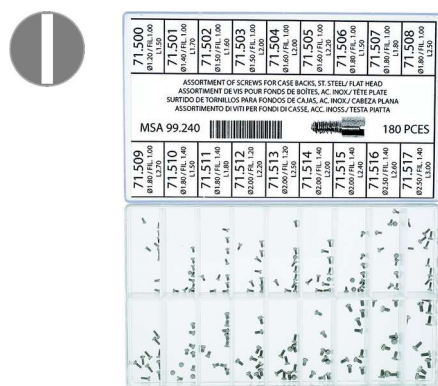 71.500
Ø1.20 / FIL. 1.00
L1.50
71.501
Ø1.40 / FIL. 1.00
L1.70
71.502
Ø1.50 / FIL. 1.00
L1.60
71.503
Ø1.50 / FIL. 1.00
L2.00
71.504
Ø1.60 / FIL. 1.00
L2.00
71.505
Ø1.60 / FIL. 1.00
L2.20
71.506
Ø1.80 / FIL. 1.00
L1.50
71.507
Ø1.80 / FIL. 1.00
L1.80
71.508
Ø1.80 / FIL. 1.00
L2.50
ASSORTMENT OF SCREWS FOR CASE BACKS, ST. STEEL/ FLAT HEAD
ASSORTIMENT DE VIS POUR FONDS DE BOÎTES, AC. INOX./ TÊTE PLATE
SURTIDO DE TORNILLOS PARA FONDOS DE CAJAS, AC. INOX./ CABEZA PLANA
ASSORTIMENTO DI VITI PER FONDI DI CASSE, ACC. INOSS./ TESTA PIATTA
MSA 99.240
180 PCES
71.509
Ø1.80 / FIL. 1.00
L2.70
71.510
Ø1.80 / FIL. 1.40
L1.50
71.511
Ø1.80 / FIL. 1.40
L1.80
71.512
Ø2.00 / FIL. 1.20
L2.20
71.513
Ø2.00 / FIL. 1.20
L2.50
71.514
Ø2.00 / FIL. 1.40
L2.00
71.515
Ø2.00 / FIL. 1.40
L2.40
71.516
Ø2.50 / FIL. 1.40
L2.60
71.517
Ø2.50 / FIL. 1.40
L3.00